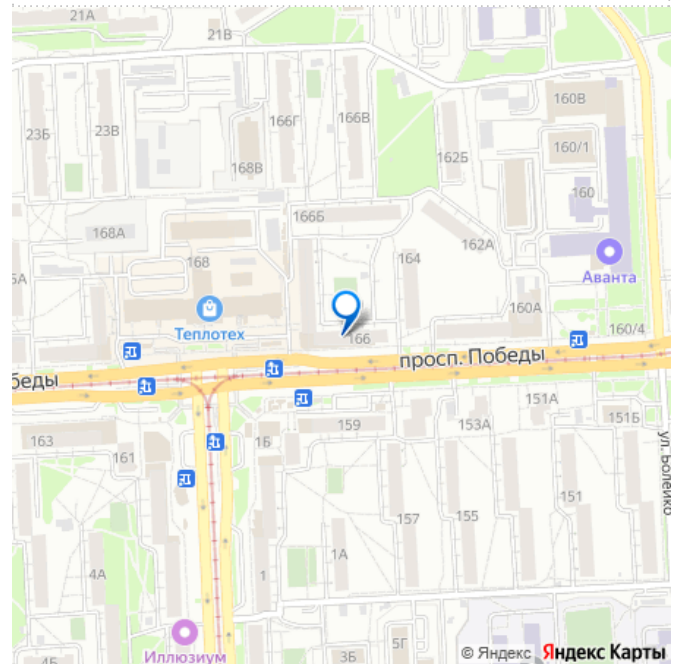 21А
21В
160В
23Б
23В
166Г
166В
160/1
168В
162Б
160
166Б
168А
162А
168
164
5А
Аванта
160А
Теплотех
166
160/4
просп. Победы
беды
151А
153А
151Б
163
1Б
159
161
ул. Болейко
151
157
155
1А
4А
1
Иллюзиум
5Г
4Б
3Б
© Яндекс Яндекс Карты